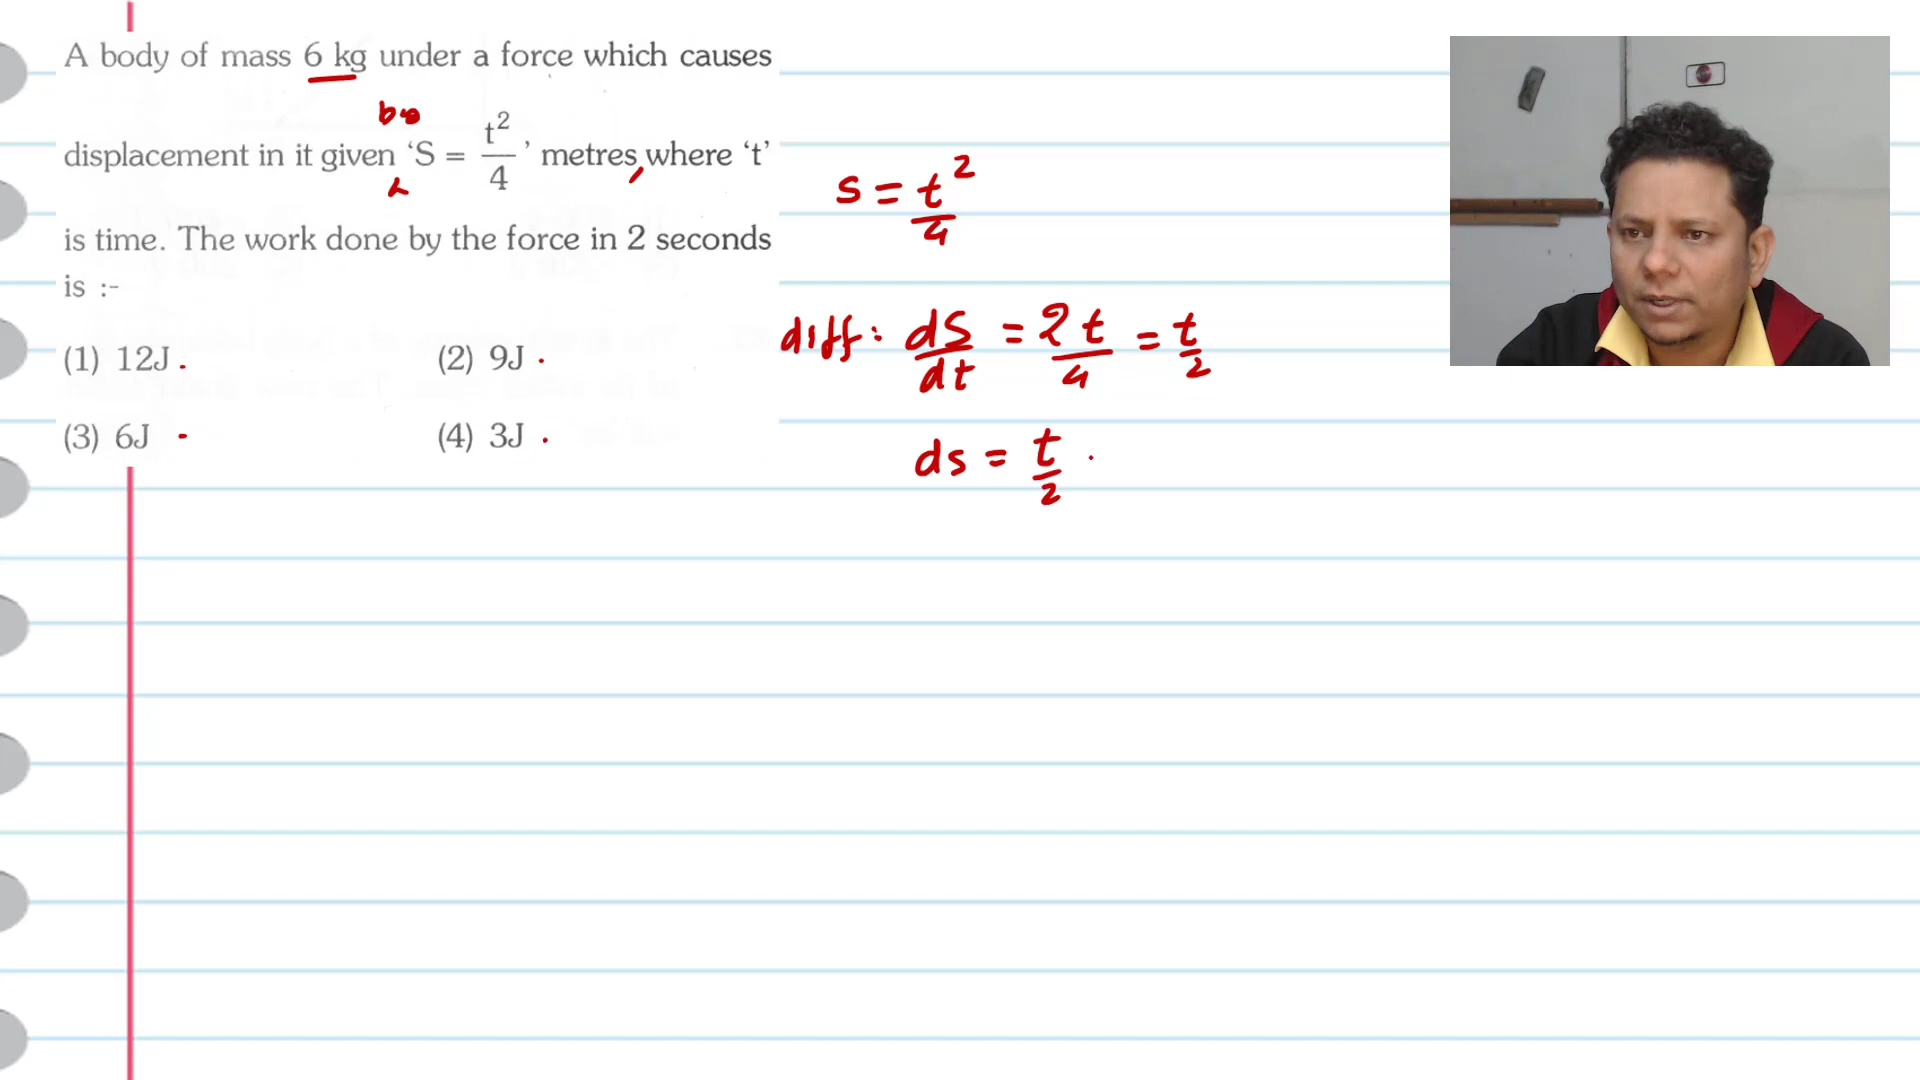 A body of mass 6 kg under a force which causes
by
displacement in it given ‘S = t²/4 ’ metres, where ‘t’
is time. The work done by the force in 2 seconds
is :-
(1) 12J .
(2) 9J .
(3) 6J .
(4) 3J .
S = t²/4
diff: dS/dt = 2t/4 = t/2
ds = t/2 .